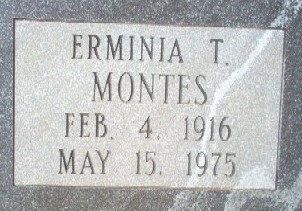 ERMINIA T.
MONTES
FEB. 4. 1916
MAY 15. 1975